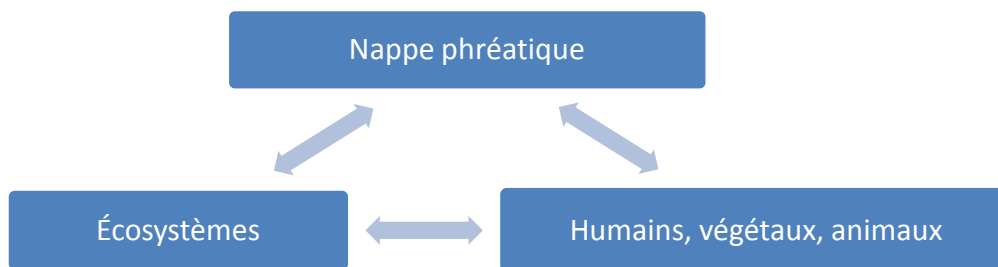 Nappe phréatique
Écosystèmes
Humains, végétaux, animaux